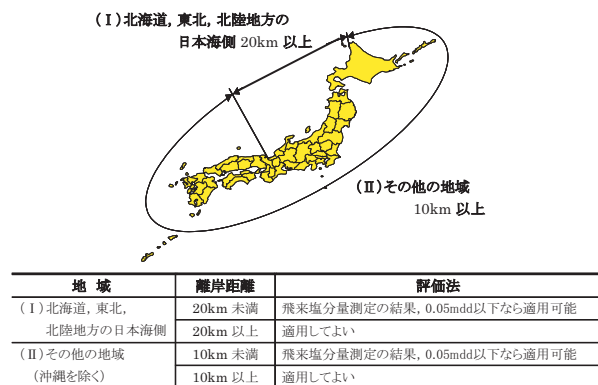 (Ⅰ)北海道, 東北, 北陸地方の
日本海側 20km 以上
(Ⅱ)その他の地域
10km 以上
地 域 離岸距離 評価法
(Ⅰ)北海道, 東北, 20km 未満 飛来塩分量測定の結果, 0.05mdd以下なら適用可能
北陸地方の日本海側 20km 以上 適用してよい
(Ⅱ)その他の地域 10km 未満 飛来塩分量測定の結果, 0.05mdd以下なら適用可能
(沖縄を除く) 10km 以上 適用してよい